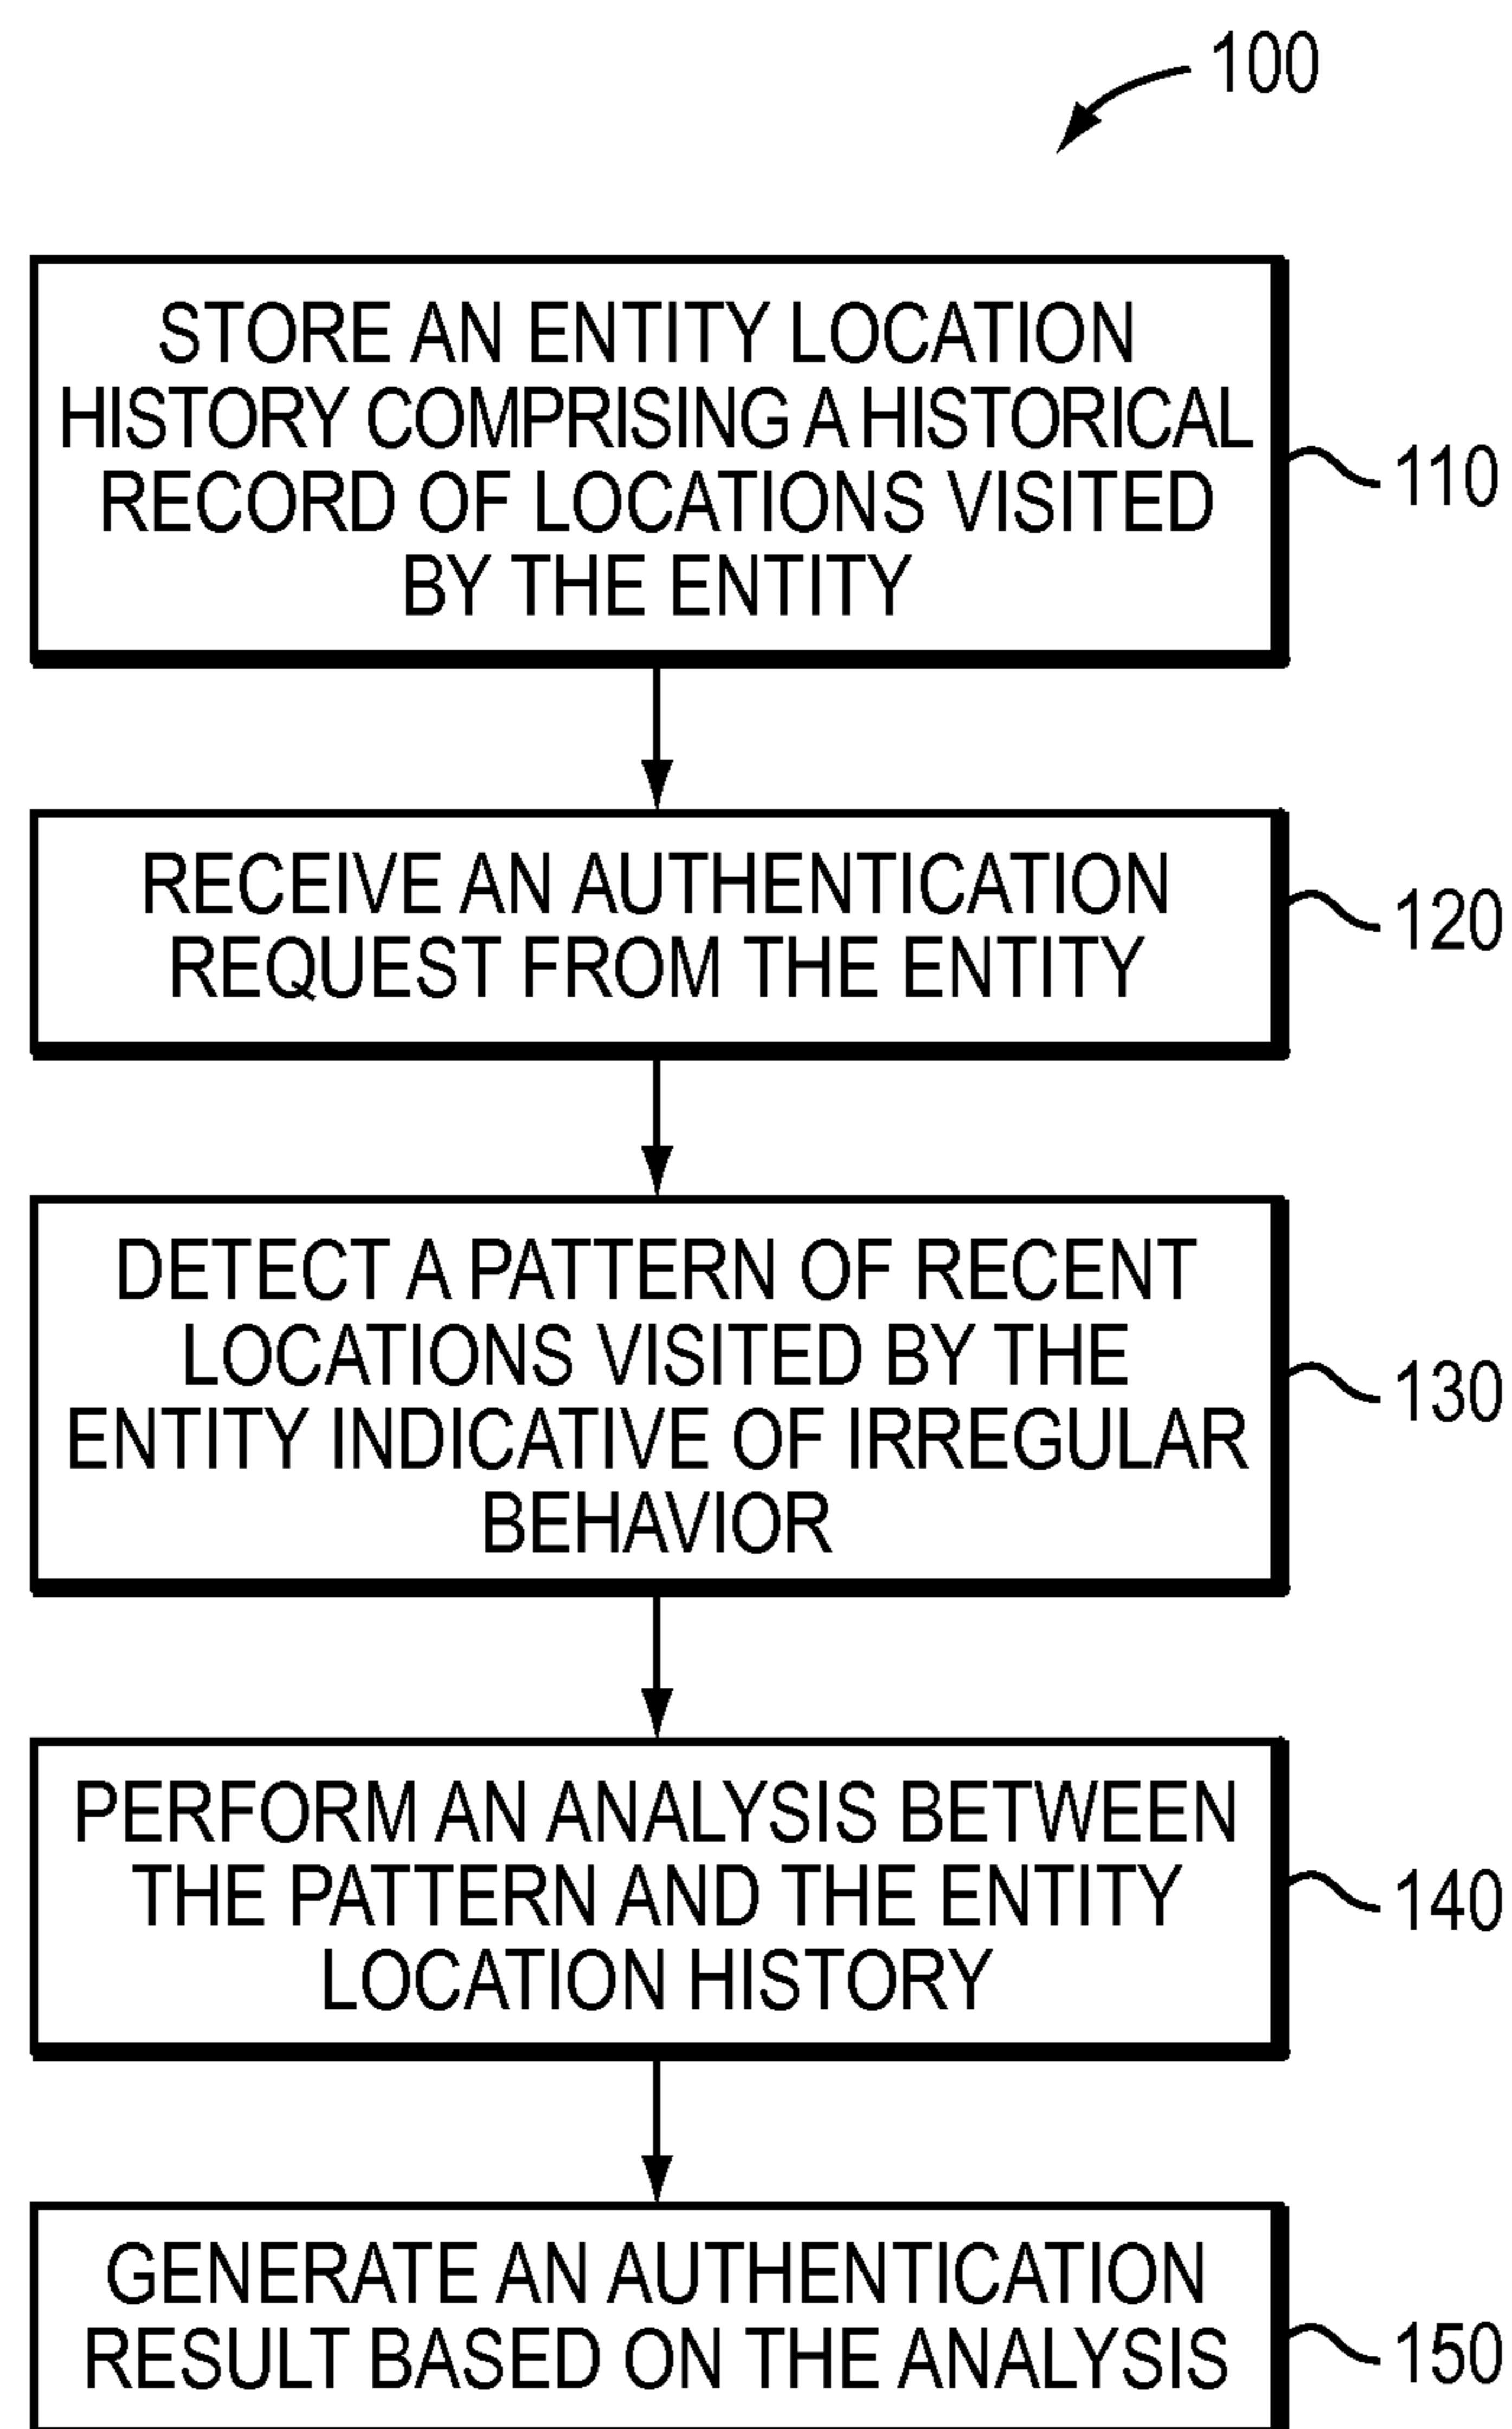 100
STORE AN ENTITY LOCATION
HISTORY COMPRISING A HISTORICAL
RECORD OF LOCATIONS VISITED
BY THE ENTITY
110
RECEIVE AN AUTHENTICATION
REQUEST FROM THE ENTITY
120
DETECT A PATTERN OF RECENT
LOCATIONS VISITED BY THE
ENTITY INDICATIVE OF IRREGULAR
BEHAVIOR
130
PERFORM AN ANALYSIS BETWEEN
THE PATTERN AND THE ENTITY
LOCATION HISTORY
140
GENERATE AN AUTHENTICATION
RESULT BASED ON THE ANALYSIS
150